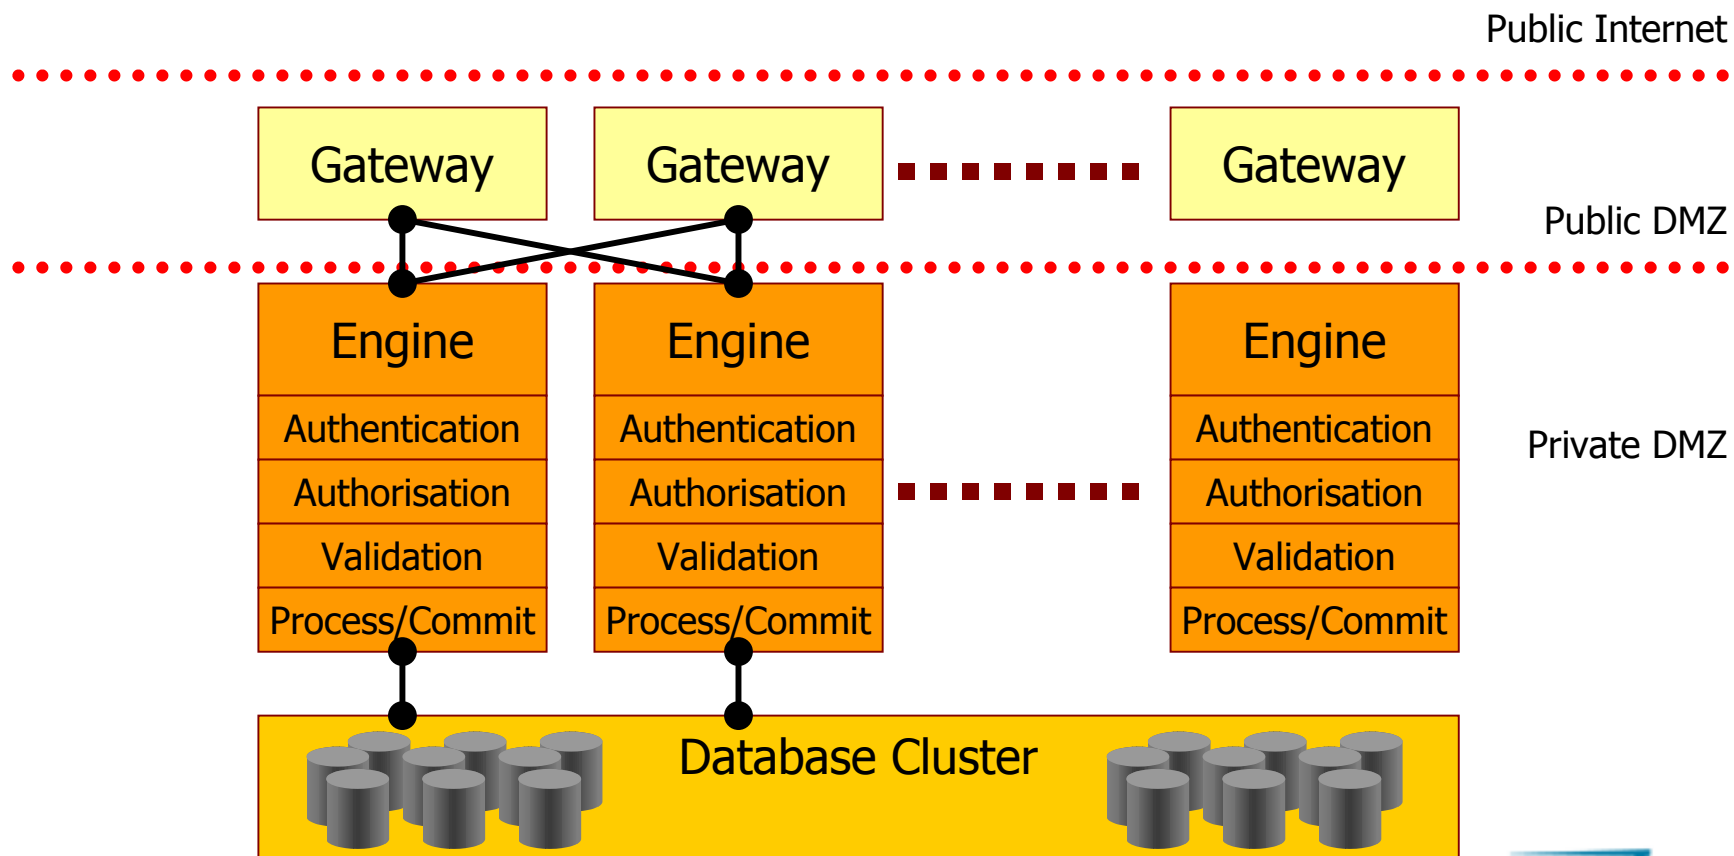 Public Internet
Gateway
Gateway
Gateway
Public DMZ
Engine
Engine
Engine
Authentication
Authentication
Authentication
Private DMZ
Authorisation
Authorisation
Authorisation
Validation
Validation
Validation
Process/Commit
Process/Commit
Process/Commit
Database Cluster